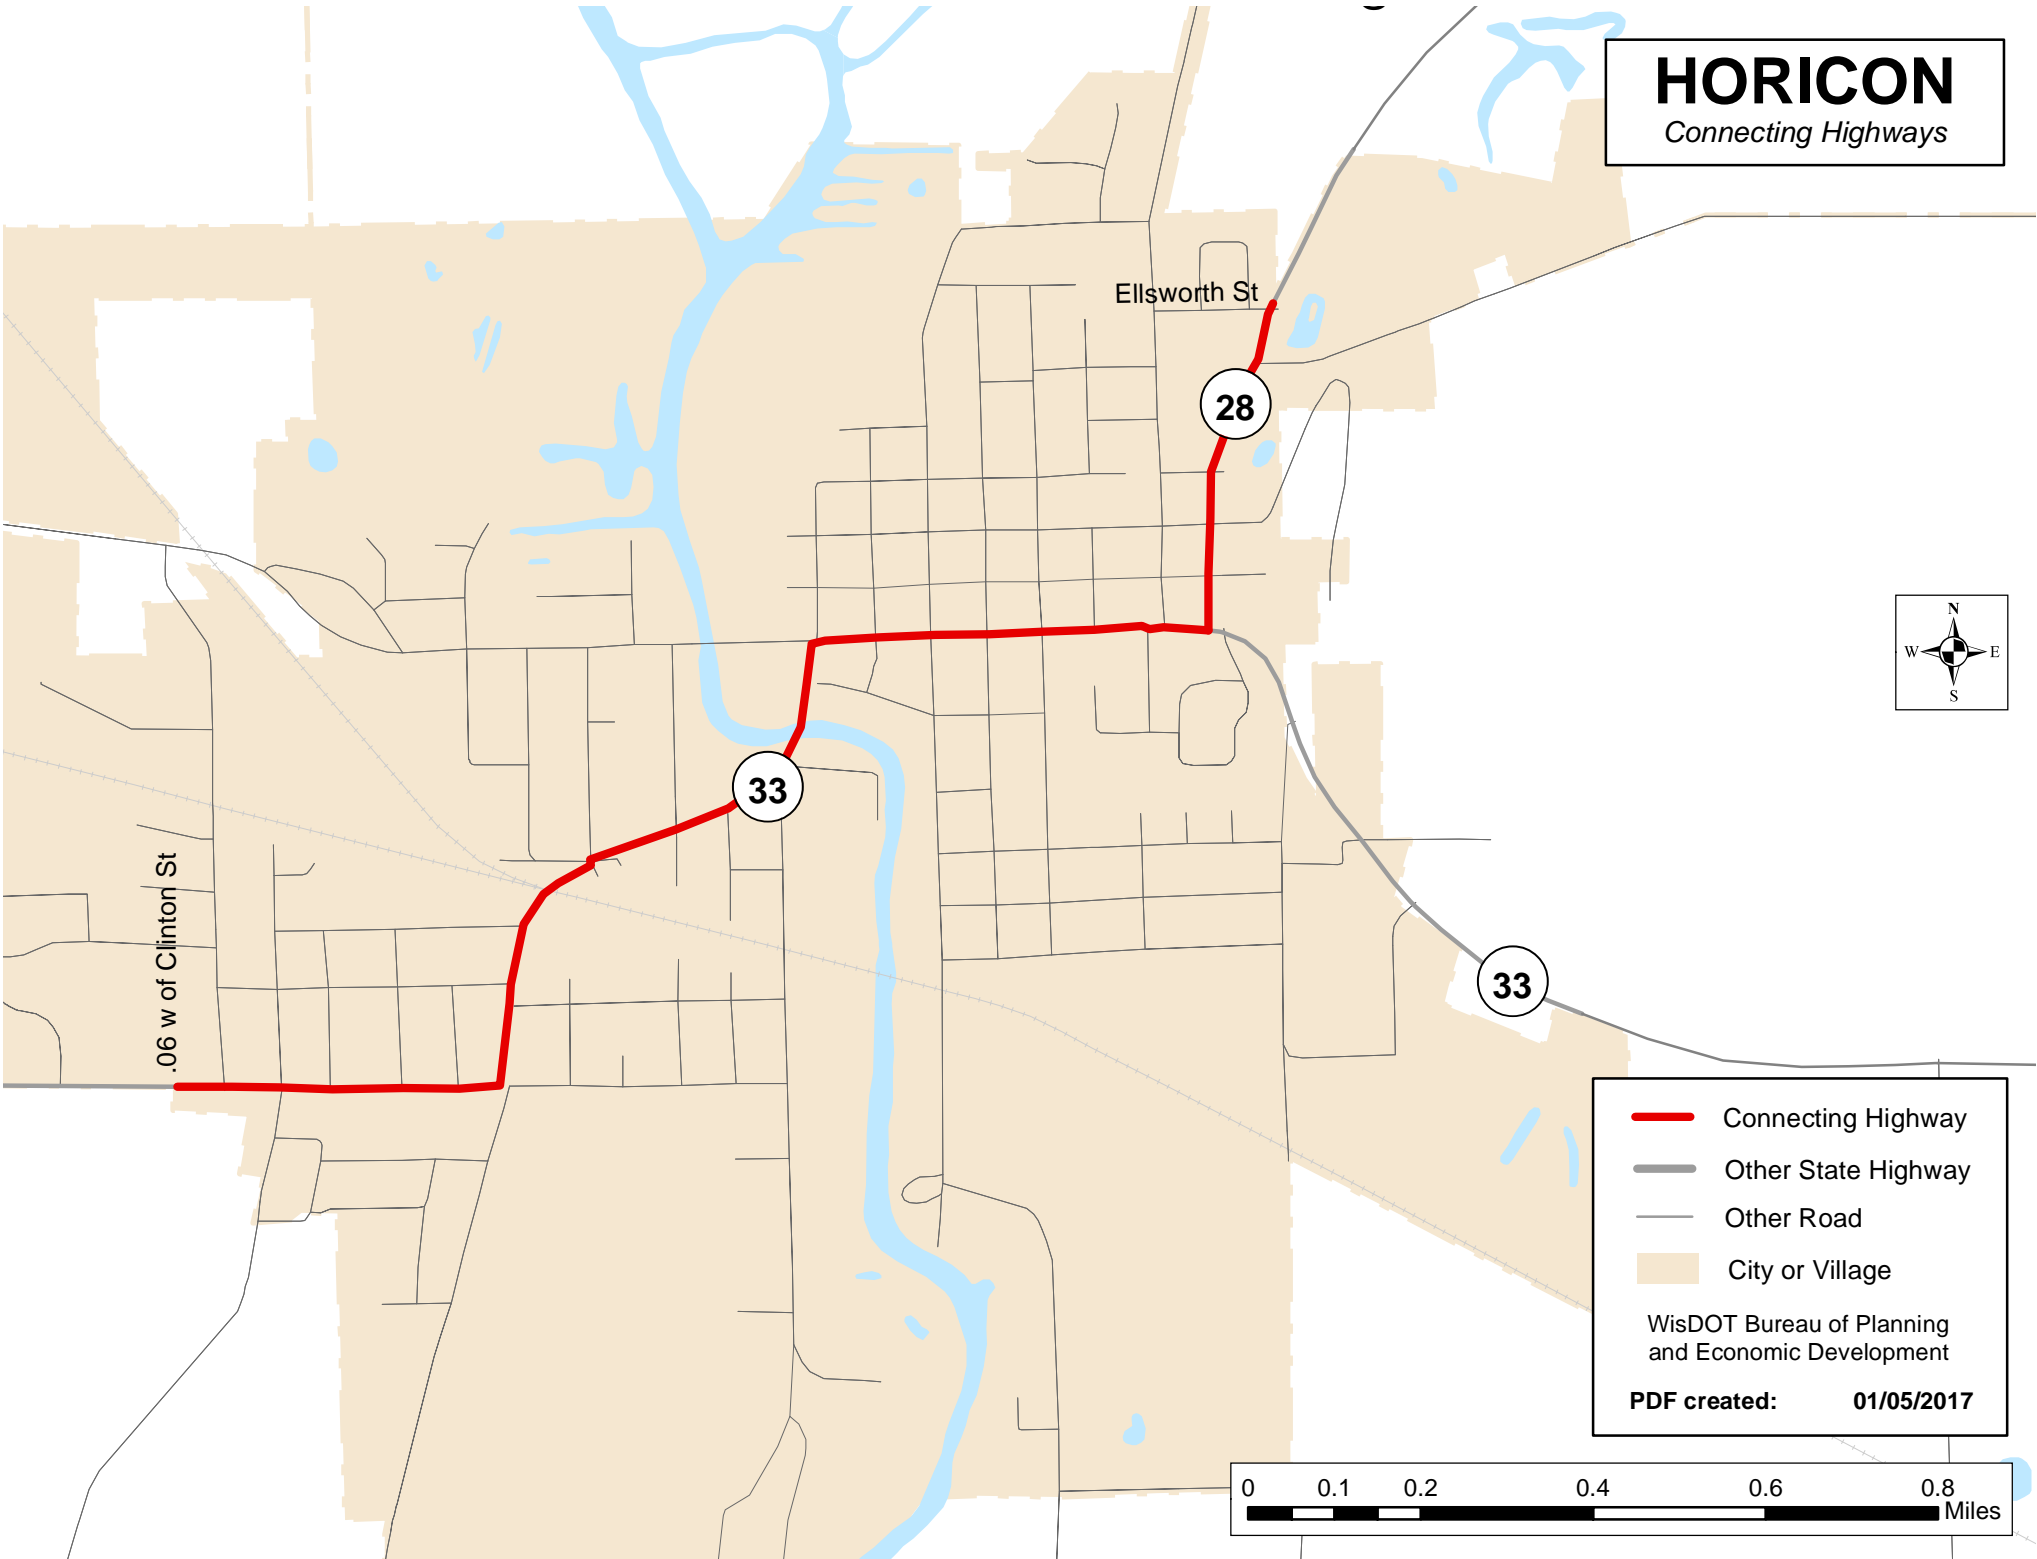 HORICON
Connecting Highways
Ellsworth St
28
N
W E
S
33
.06 w of Clinton St
33
Connecting Highway
Other State Highway
Other Road
City or Village
WisDOT Bureau of Planning
and Economic Development
PDF created: 01/05/2017
0 0.1 0.2 0.4 0.6 0.8
Miles